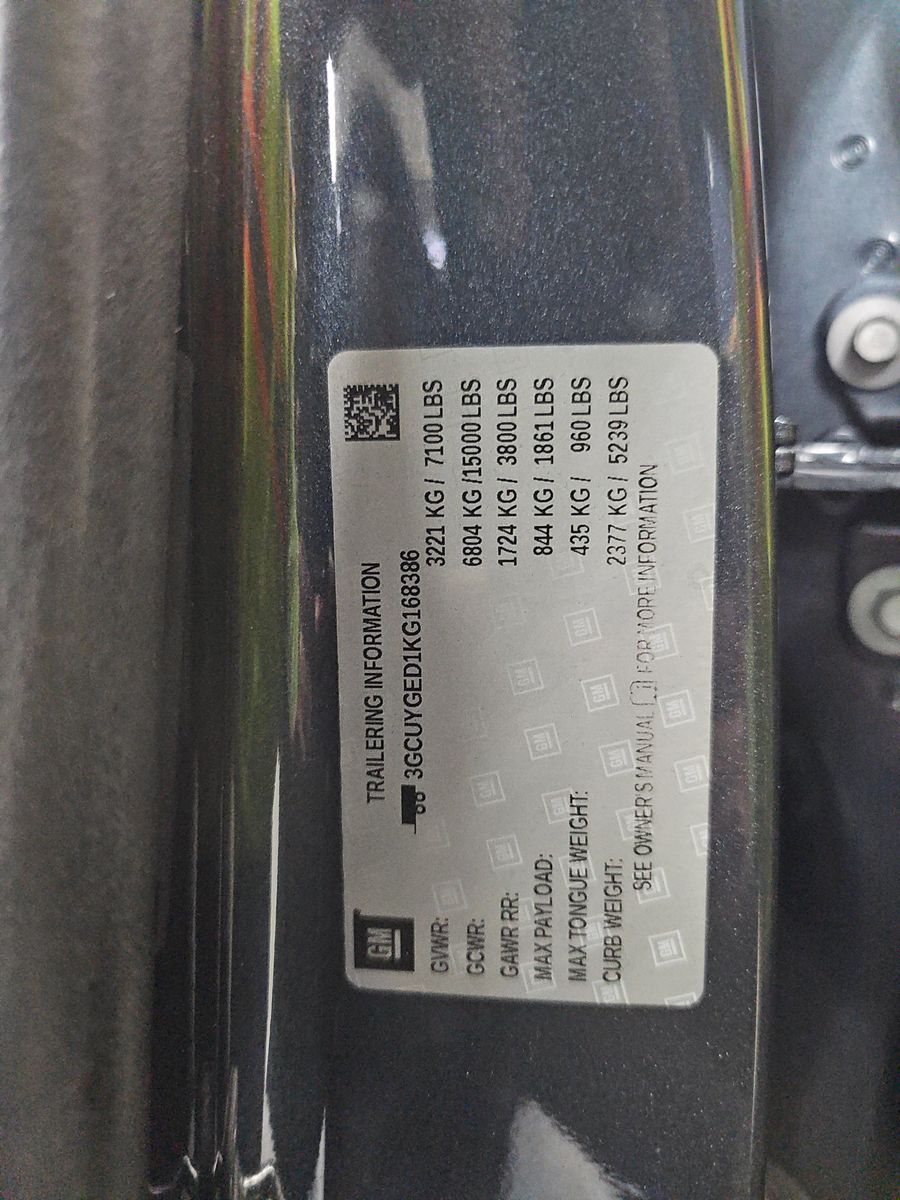 GM
TRAILERING INFORMATION
3GCUYGED1KG168386
GVWR: 3221 KG / 7100 LBS
GCWR: 6804 KG /15000 LBS
GAWR RR: 1724 KG / 3800 LBS
MAX PAYLOAD: 844 KG / 1861 LBS
MAX TONGUE WEIGHT: 435 KG / 960 LBS
CURB WEIGHT: 2377 KG / 5239 LBS
SEE OWNER'S MANUAL FOR MORE INFORMATION